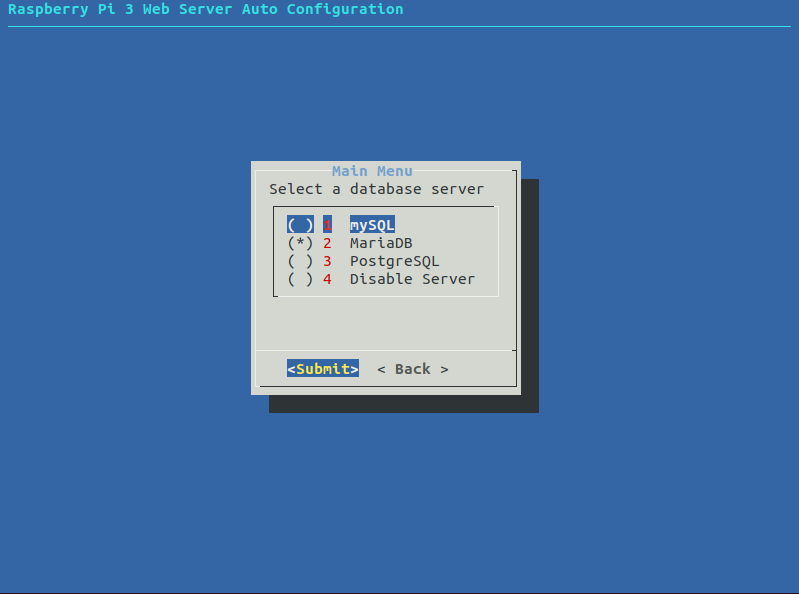 Raspberry Pi 3 Web Server Auto Configuration
Main Menu
Select a database server
( ) 1 mySQL
(*) 2 MariaDB
( ) 3 PostgreSQL
( ) 4 Disable Server
<Submit> < Back >